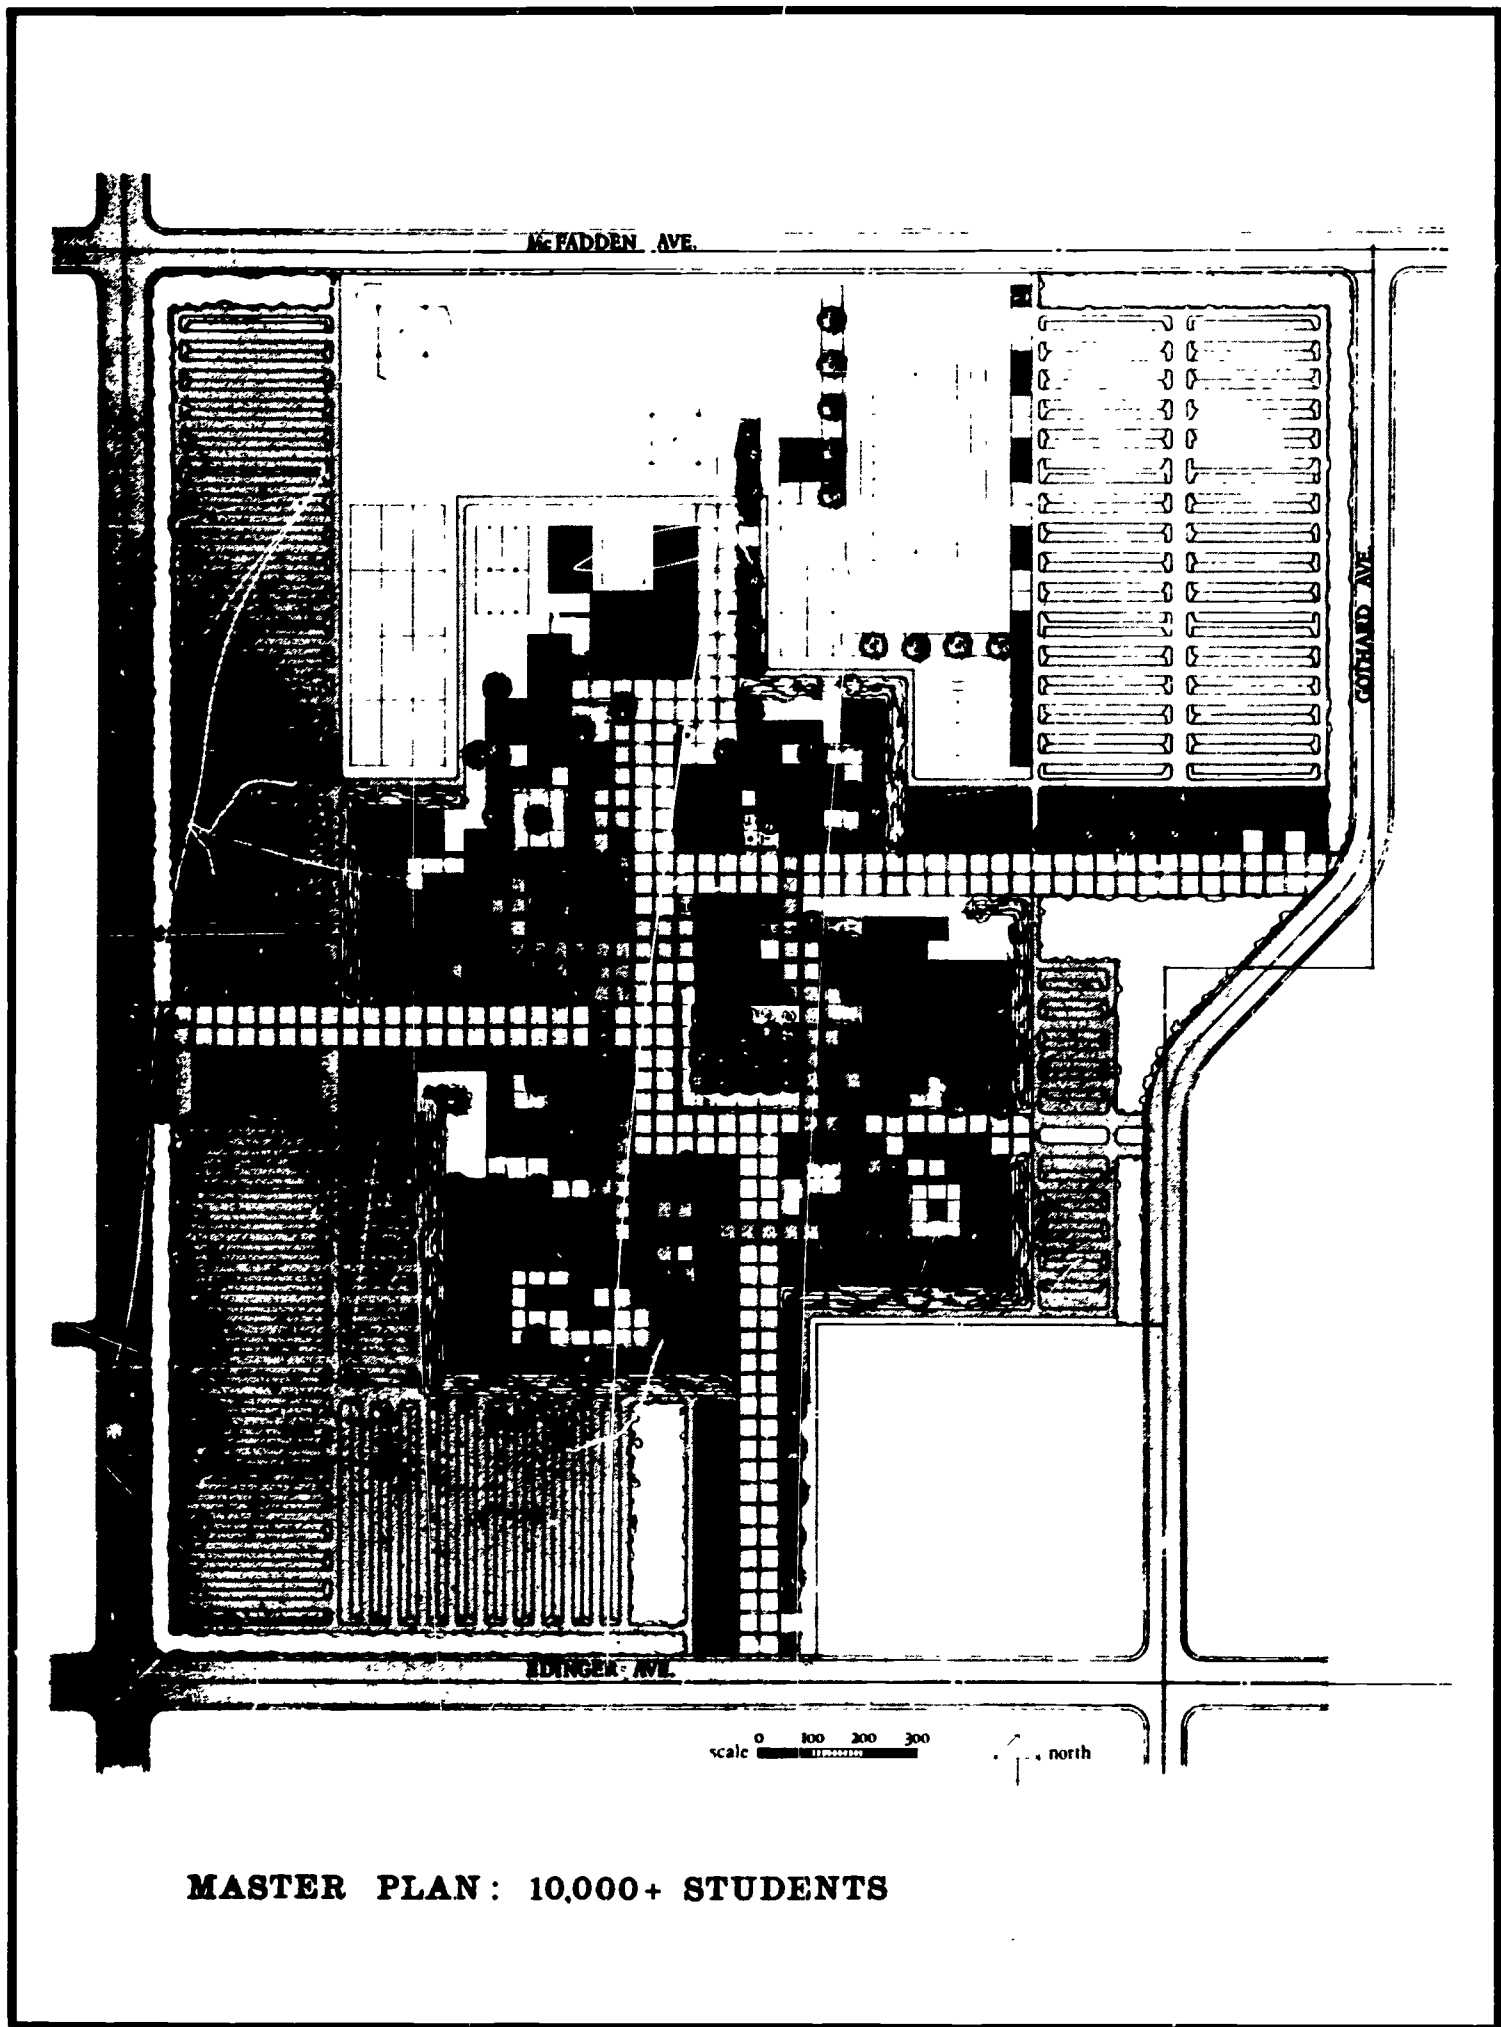 McFADDEN AVE.
GOTHARD AVE.
EDINGER AVE.
0 100 200 300
scale north
MASTER PLAN: 10,000+ STUDENTS